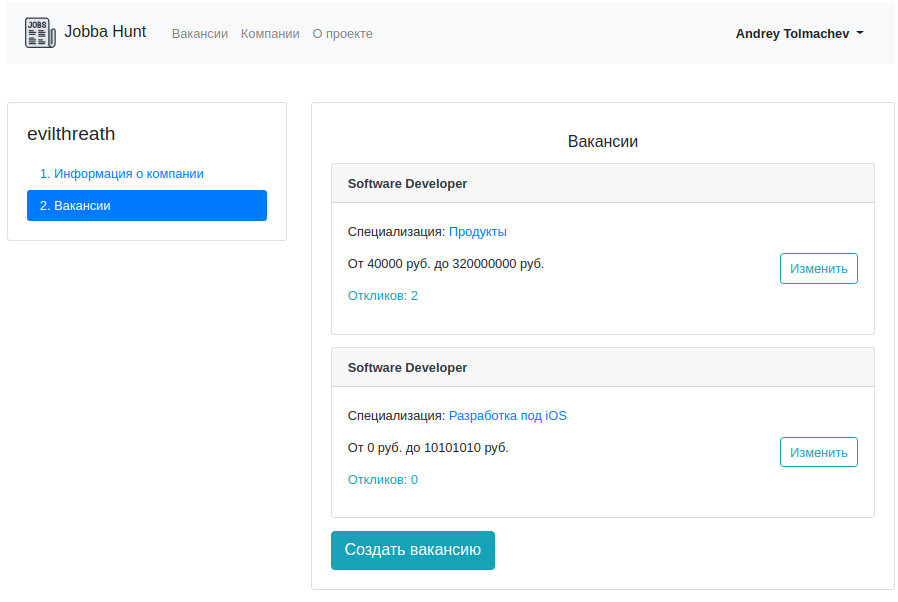 JOBS
Jobba Hunt
Вакансии Компании О проекте
Andrey Tolmachev
evilthreath
1. Информация о компании
2. Вакансии
Вакансии
Software Developer
Специализация: Продукты
От 40000 руб. до 320000000 руб.
Изменить
Откликов: 2
Software Developer
Специализация: Разработка под iOS
От 0 руб. до 10101010 руб.
Изменить
Откликов: 0
Создать вакансию